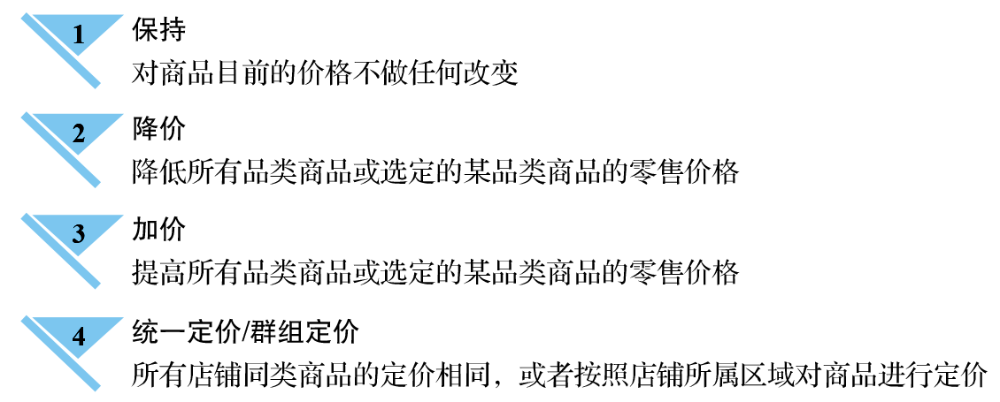 1 保持
对商品目前的价格不做任何改变
2 降价
降低所有品类商品或选定的某品类商品的零售价格
3 加价
提高所有品类商品或选定的某品类商品的零售价格
4 统一定价/群组定价
所有店铺同类商品的定价相同，或者按照店铺所属区域对商品进行定价